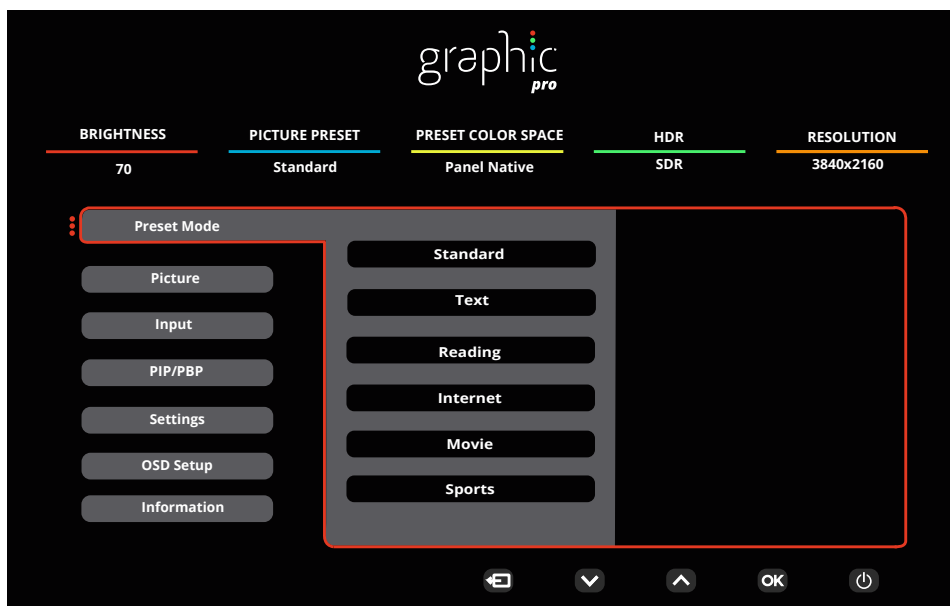 graphic
pro
BRIGHTNESS PICTURE PRESET PRESET COLOR SPACE HDR RESOLUTION
70 Standard Panel Native SDR 3840x2160
Preset Mode
Picture
Input
PIP/PBP
Settings
OSD Setup
Information
Standard
Text
Reading
Internet
Movie
Sports
OK